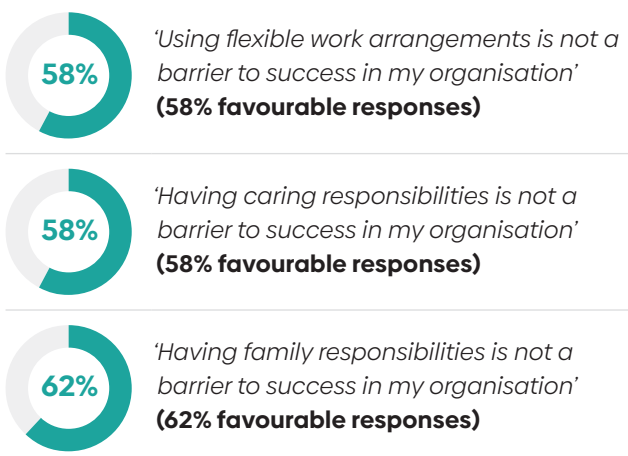 58%
‘Using flexible work arrangements is not a
barrier to success in my organisation’
(58% favourable responses)
58%
‘Having caring responsibilities is not a
barrier to success in my organisation’
(58% favourable responses)
62%
‘Having family responsibilities is not a
barrier to success in my organisation’
(62% favourable responses)